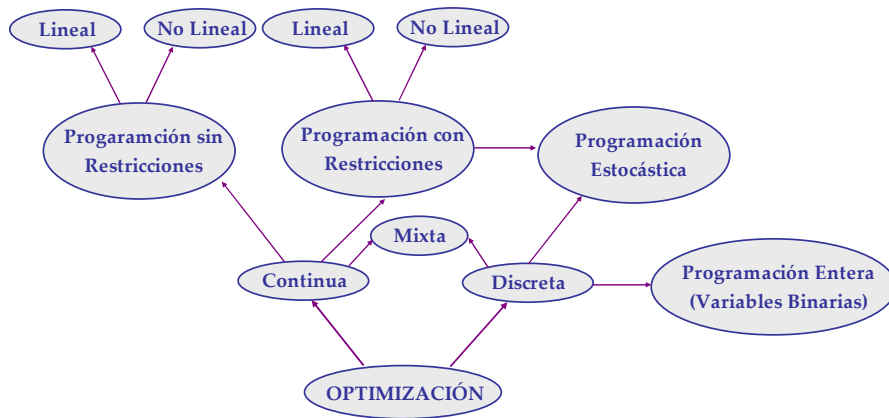 Lineal
No Lineal
Lineal
No Lineal
Progaramción sin
Restricciones
Programación con
Restricciones
Programación
Estocástica
Mixta
Continua
Discreta
Programación Entera
(Variables Binarias)
OPTIMIZACIÓN